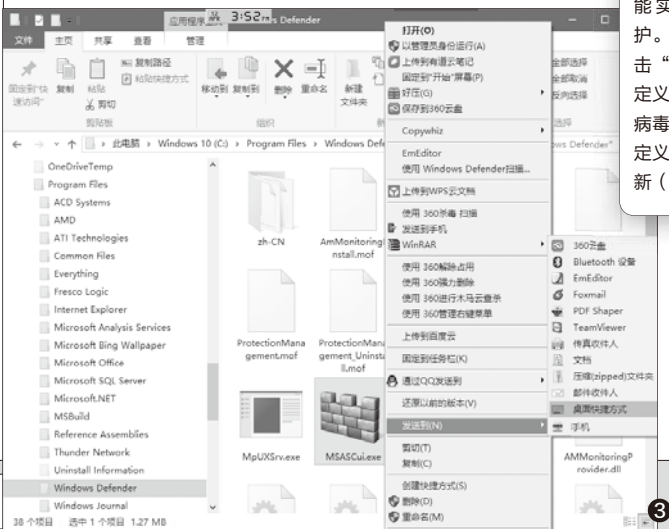 应用程序工具
3:52
s Defender
文件
主页
共享
查看
管理
固定到“快速访问”
复制
粘贴
复制路径
粘贴快捷方式
剪切
剪贴板
移动到
复制到
删除
重命名
组织
新建
文件夹
全部选择
全部取消
反向选择
选择
此电脑
Windows 10 (C:)
Program Files
Windows Def
ows Defender"
OneDriveTemp
Program Files
ACD Systems
AMD
ATI Technologies
Common Files
Everything
Fresco Logic
Internet Explorer
Microsoft Analysis Services
Microsoft Bing Wallpaper
Microsoft Office
Microsoft SQL Server
Microsoft.NET
MSBuild
Reference Assemblies
Thunder Network
Uninstall Information
Windows Defender
Windows Journal
zh-CN
AmMonitoringI
nstall.mof
ProtectionMana
gement.mof
ProtectionMana
gement_Uninsta
ll.mof
MpUXSrv.exe
MSASCui.exe
AMMonitoringP
rovider.dll
打开(O)
以管理员身份运行(A)
上传到有道云笔记
固定到"开始"屏幕(P)
好压(G)
保存到360云盘
Copywhiz
EmEditor
使用 Windows Defender扫描...
上传到WPS云文档
使用 360杀毒 扫描
发送到手机
WinRAR
使用 360解除占用
使用 360强力删除
使用 360进行木马云查杀
使用 360管理右键菜单
上传到百度云
固定到任务栏(K)
通过QQ发送到
还原以前的版本(V)
发送到(N)
剪切(T)
复制(C)
创建快捷方式(S)
删除(D)
重命名(M)
360云盘
Bluetooth 设备
EmEditor
Foxmail
PDF Shaper
TeamViewer
传真收件人
文档
压缩(zipped)文件夹
邮件收件人
桌面快捷方式
手机
38 个项目
选中 1 个项目 1.27 MB
能实
护。
击“
定义
病毒
定义
新（
3